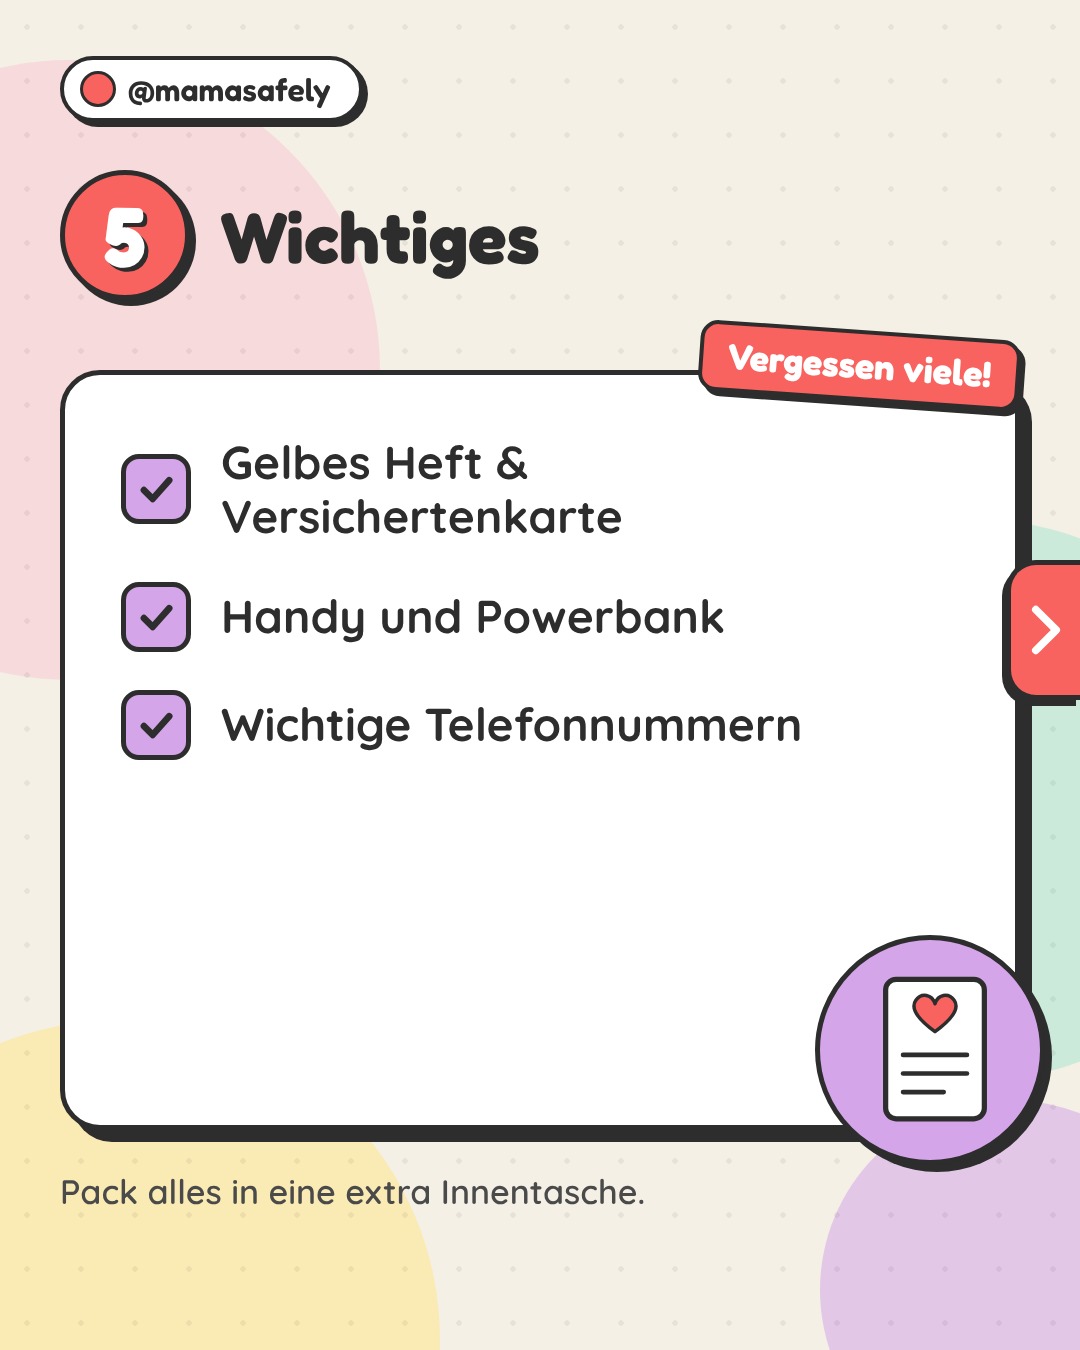 @mamasafely
5 Wichtiges
Vergessen viele!
Gelbes Heft &
Versichertenkarte
Handy und Powerbank
Wichtige Telefonnummern
Pack alles in eine extra Innentasche.